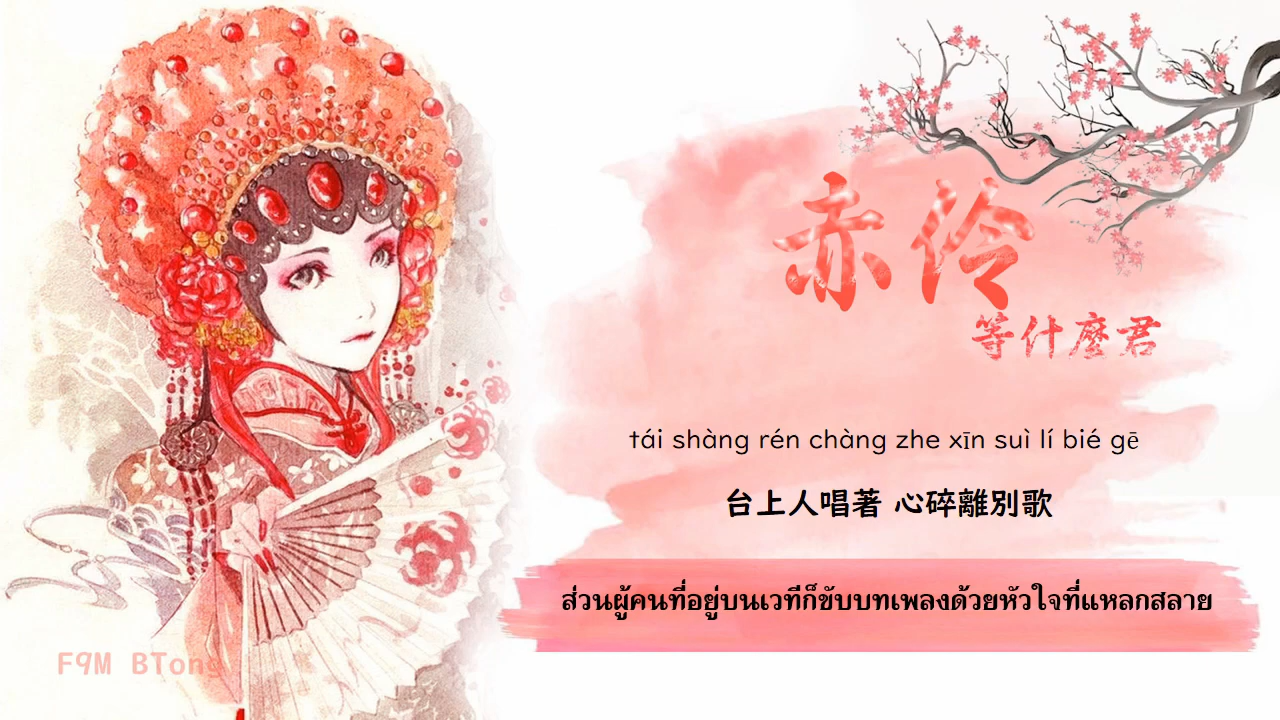 赤伶
等什麼君
tái shàng rén chàng zhe xīn suì lí bié gē
台上人唱著 心碎離別歌
ส่วนผู้คนที่อยู่บนเวทีก็ขับบทเพลงด้วยหัวใจที่แหลกสลาย
F9M BTong